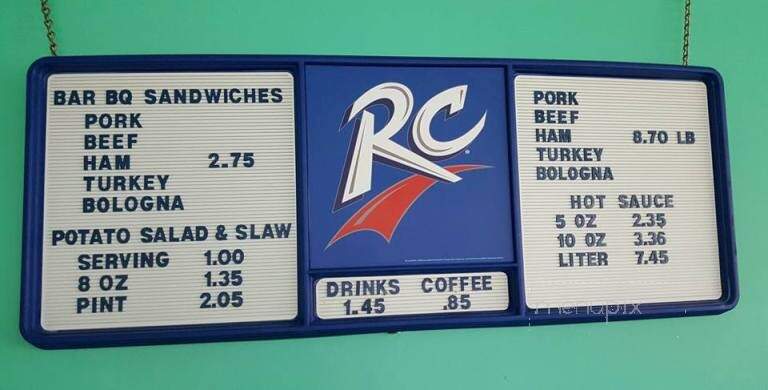 BAR BQ SANDWICHES
PORK
BEEF
HAM 2.75
TURKEY
BOLOGNA
POTATO SALAD & SLAW
SERVING 1.00
8 OZ 1.35
PINT 2.05
RC
DRINKS COFFEE
1.45 .85
PORK
BEEF
HAM 8.70 LB
TURKEY
BOLOGNA
HOT SAUCE
5 OZ 2.35
10 OZ 3.36
LITER 7.45
menupix